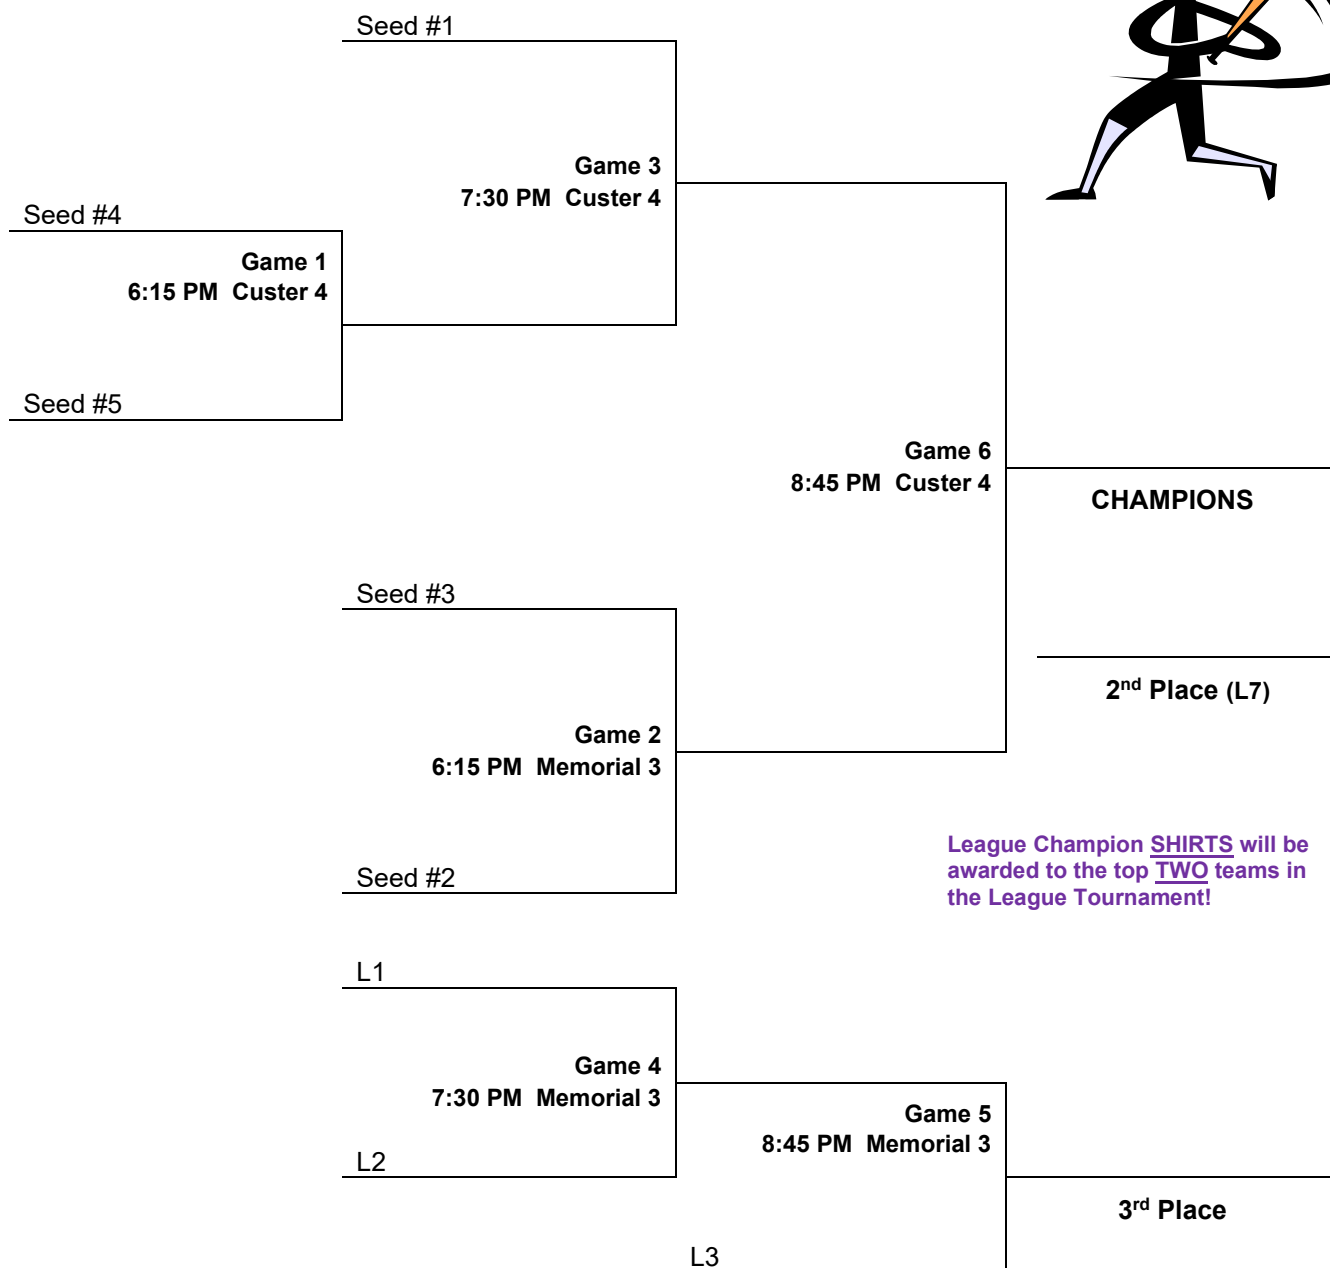 Seed #1
Game 3
7:30 PM Custer 4
Seed #4
Game 1
6:15 PM Custer 4
Seed #5
Game 6
8:45 PM Custer 4
CHAMPIONS
Seed #3
2nd Place (L7)
Game 2
6:15 PM Memorial 3
League Champion SHIRTS will be
awarded to the top TWO teams in
the League Tournament!
Seed #2
L1
Game 4
7:30 PM Memorial 3
Game 5
8:45 PM Memorial 3
L2
3rd Place
L3